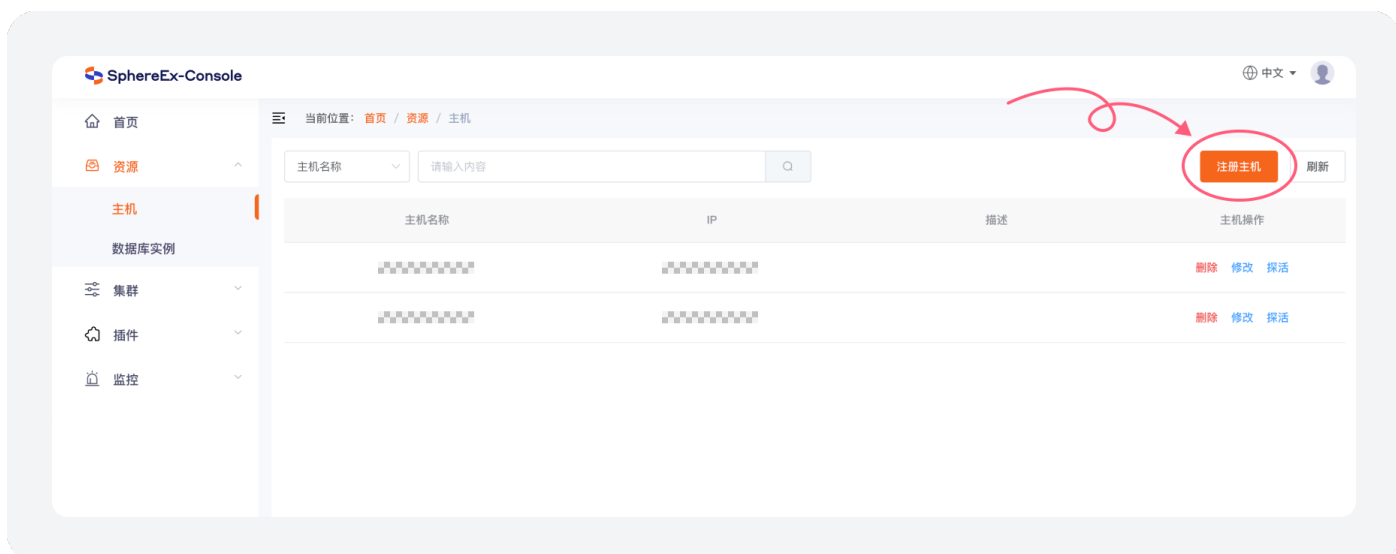 SphereEx-Console
中文
首页
资源
主机
数据库实例
集群
插件
监控
当前位置： 首页 / 资源 / 主机
主机名称 请输入内容 注册主机 刷新
主机名称 IP 描述 主机操作
删除 修改 探活
删除 修改 探活